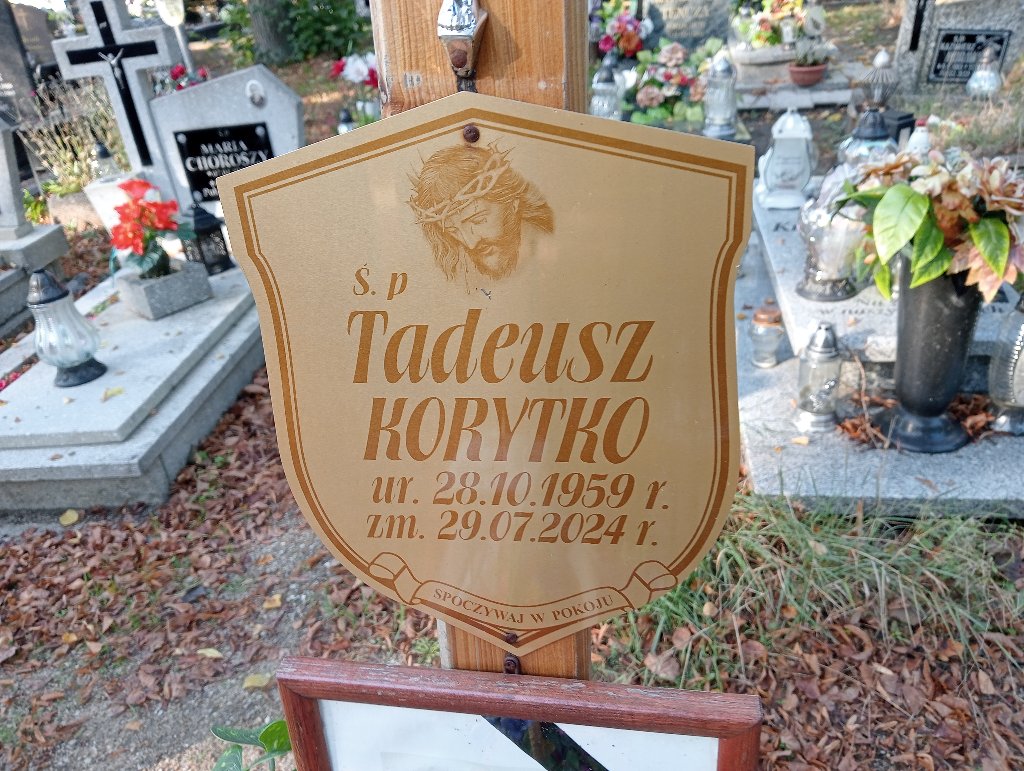 Ś. p
Tadeusz
KORYTKO
ur. 28.10.1959 r.
zm. 29.07.2024 r.
SPOCZYWAJ W POKOJU
MARIA
CHOROSZY